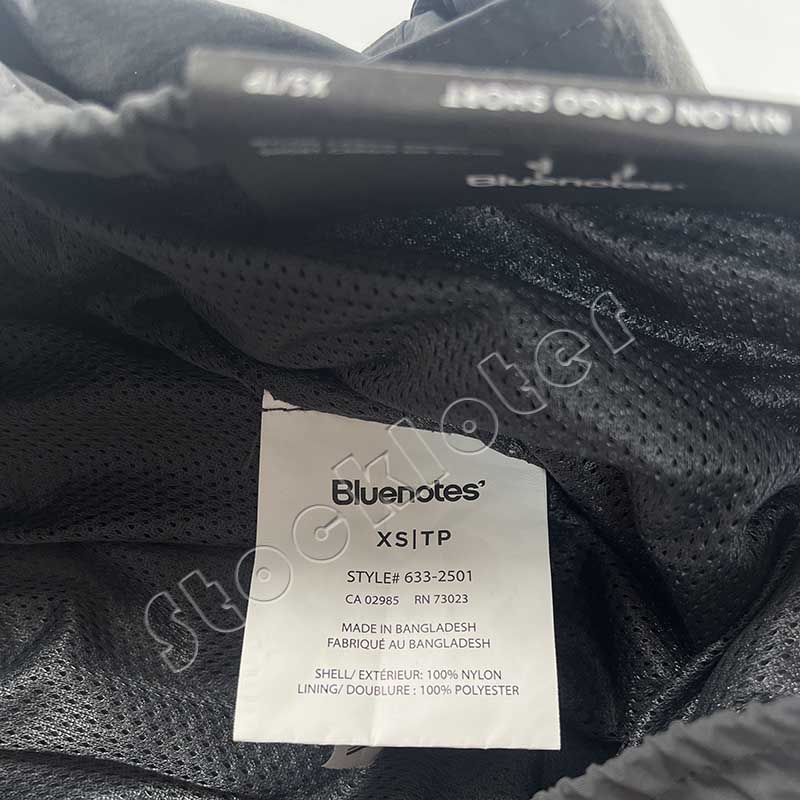 XS/TP
NYLON CARGO SHORT
Bluenotes
Stockloter
Bluenotes'
XS|TP
STYLE# 633-2501
CA 02985 RN 73023
MADE IN BANGLADESH
FABRIQUÉ AU BANGLADESH
SHELL/ EXTÉRIEUR: 100% NYLON
LINING/ DOUBLURE : 100% POLYESTER